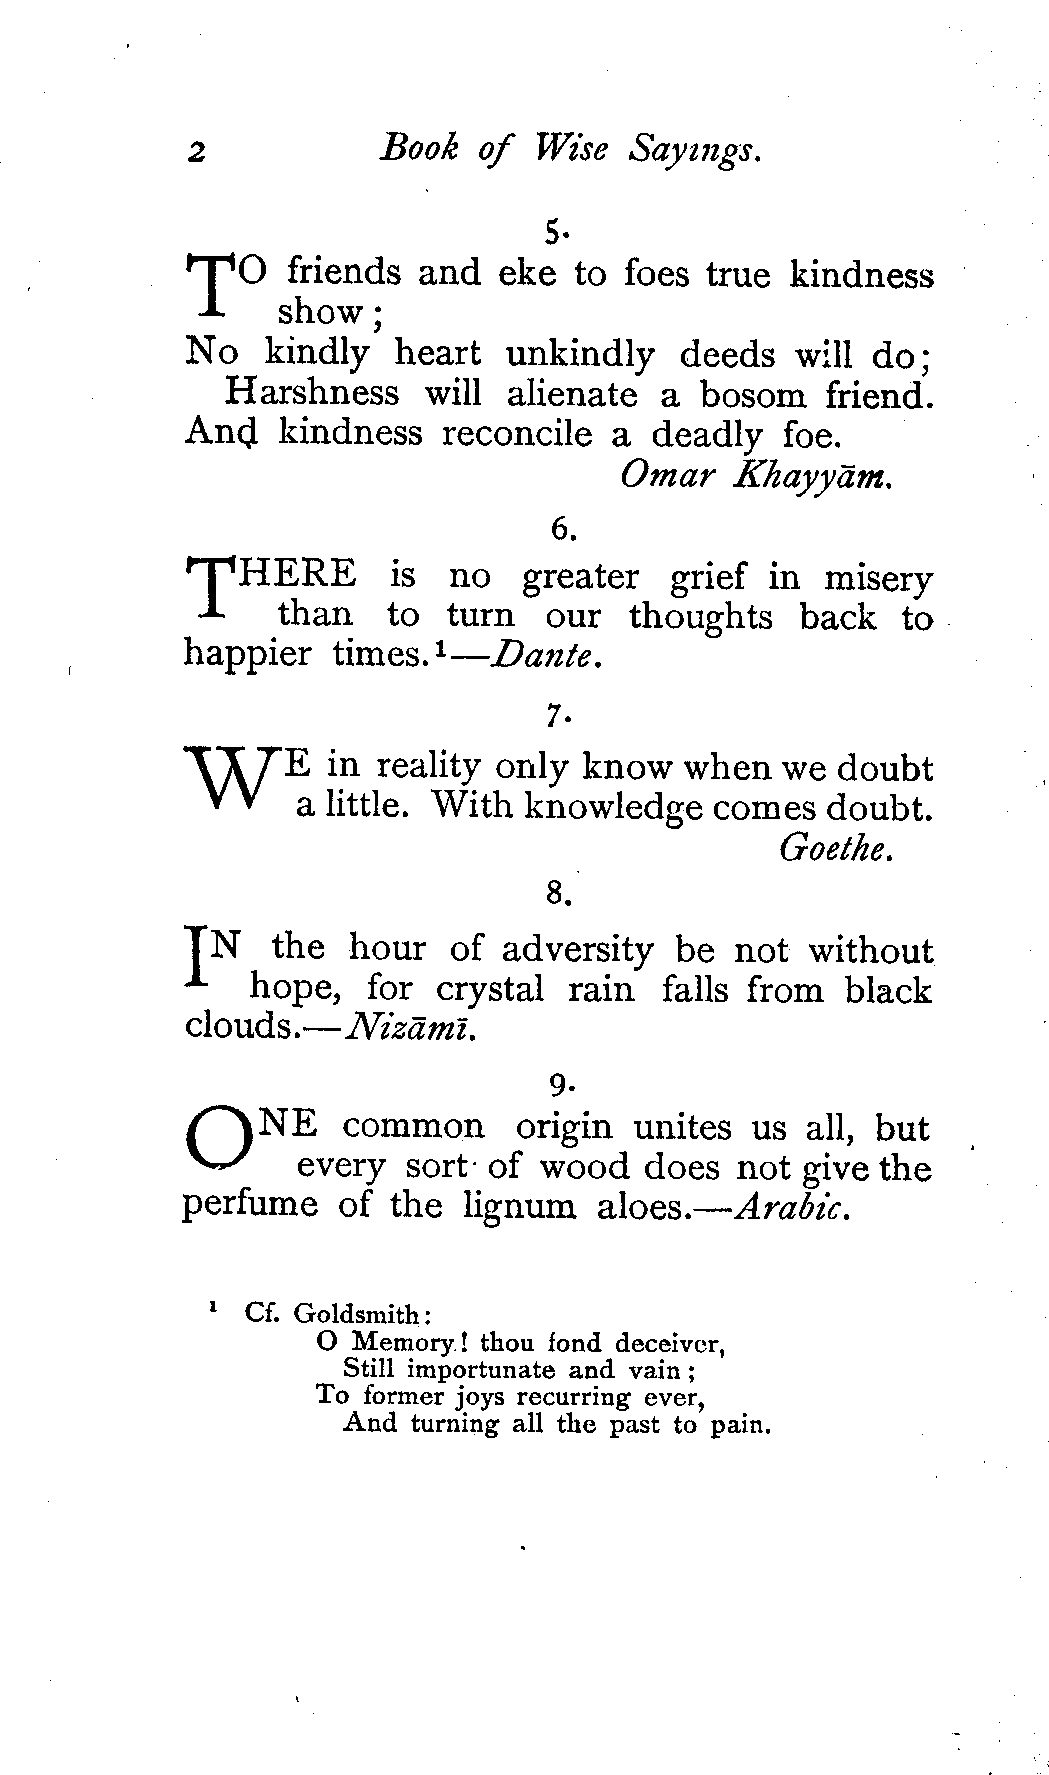 2 Book of Wise Sayings.
5.
TO friends and eke to foes true kindness
show;
No kindly heart unkindly deeds will do;
Harshness will alienate a bosom friend.
And kindness reconcile a deadly foe.
Omar Khayyām.
6.
THERE is no greater grief in misery
than to turn our thoughts back to
happier times.¹—Dante.
7.
WE in reality only know when we doubt
a little. With knowledge comes doubt.
Goethe.
8.
IN the hour of adversity be not without
hope, for crystal rain falls from black
clouds.—Nizāmī.
9.
ONE common origin unites us all, but
every sort of wood does not give the
perfume of the lignum aloes.—Arabic.
¹ Cf. Goldsmith:
O Memory! thou fond deceiver,
Still importunate and vain;
To former joys recurring ever,
And turning all the past to pain.